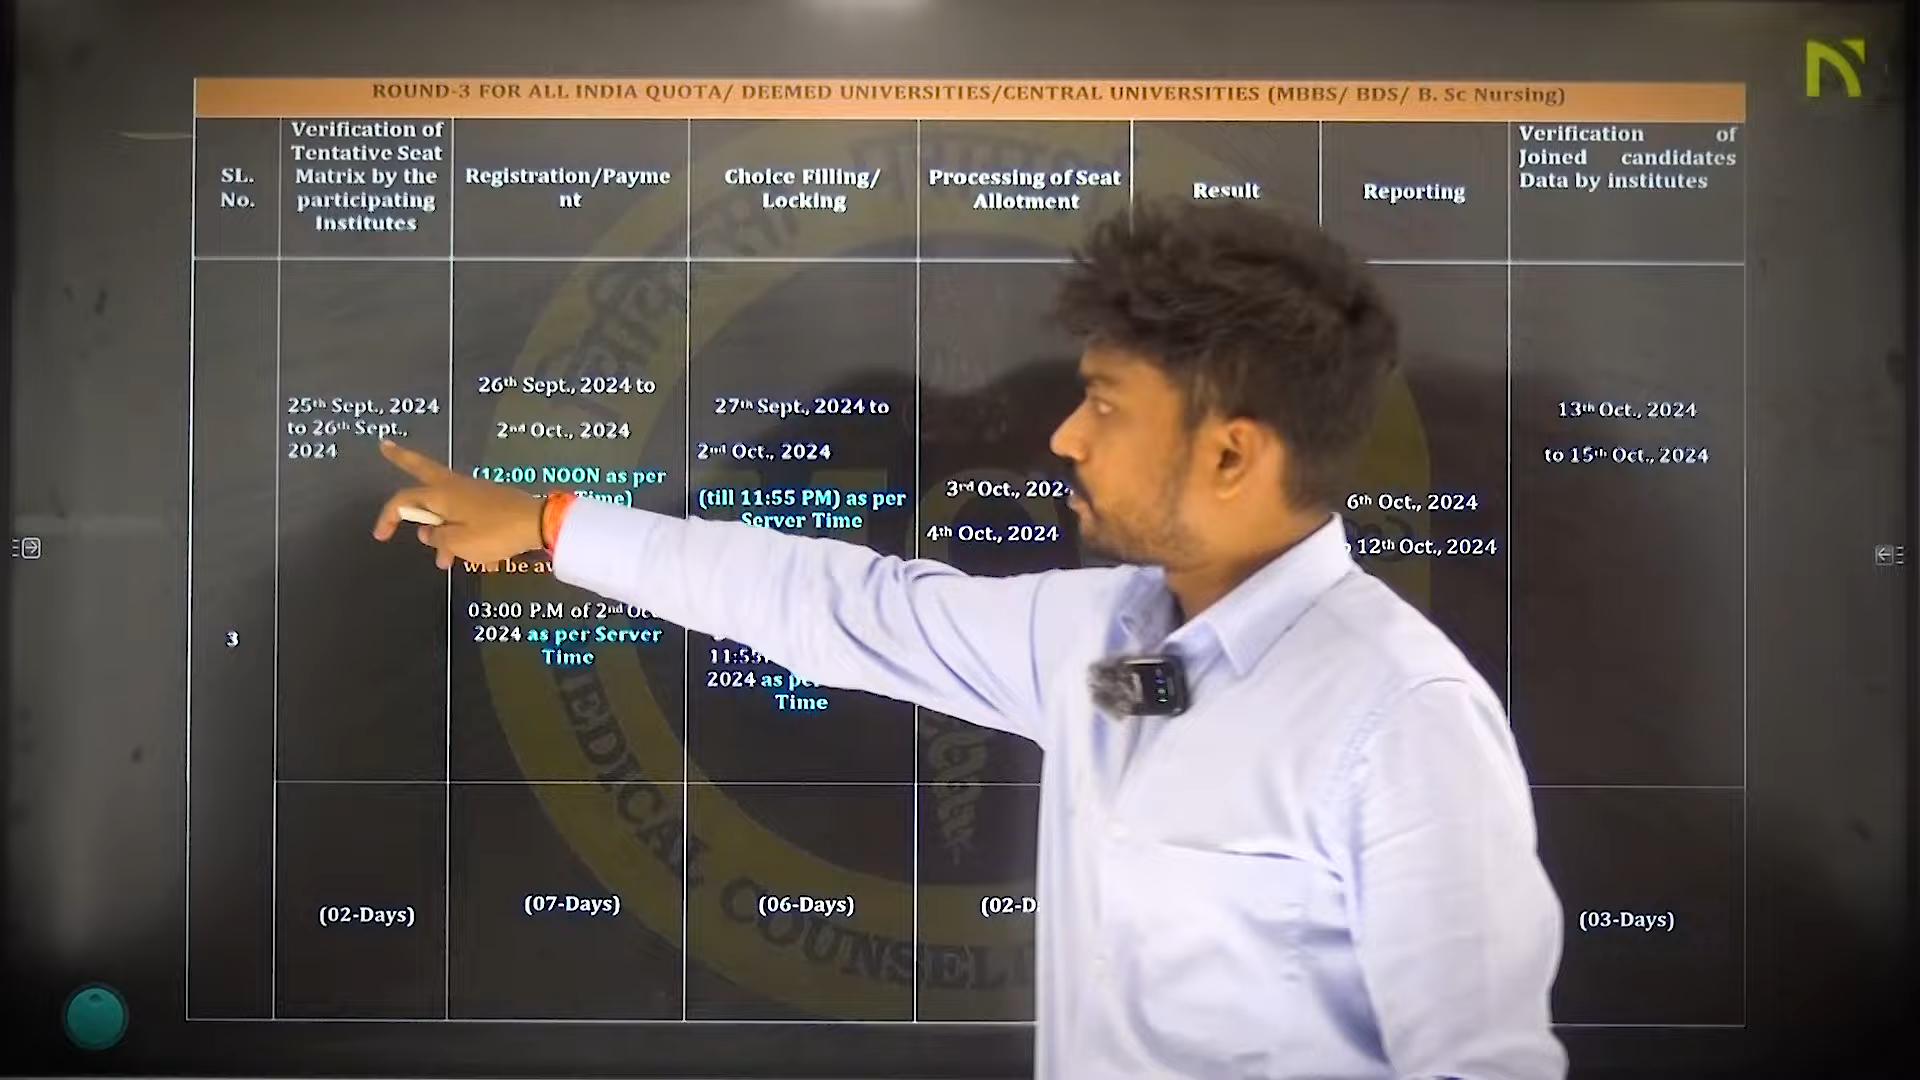 ROUND-3 FOR ALL INDIA QUOTA/ DEEMED UNIVERSITIES/CENTRAL UNIVERSITIES (MBBS/ BDS/ B. Sc Nursing)
SL.
No.
Verification of
Tentative Seat
Matrix by the
participating
Institutes
Registration/Payme
nt
Choice Filling/
Locking
Processing of Seat
Allotment
Result
Reporting
Verification of
Joined candidates
Data by institutes
3
25th Sept., 2024
to 26th Sept.,
2024
26th Sept., 2024 to
2nd Oct., 2024
(12:00 NOON as per
Time)
be
03:00 P.M of 2nd
2024 as per Server
Time
27th Sept., 2024 to
2nd Oct., 2024
(till 11:55 PM) as per
Server Time
2024 as
Time
3rd Oct.,
4th Oct., 2024
6th Oct., 2024
12th Oct., 2024
13th Oct., 2024
to 15th Oct., 2024
(02-Days)
(07-Days)
(06-Days)
(03-Days)
MEDICAL